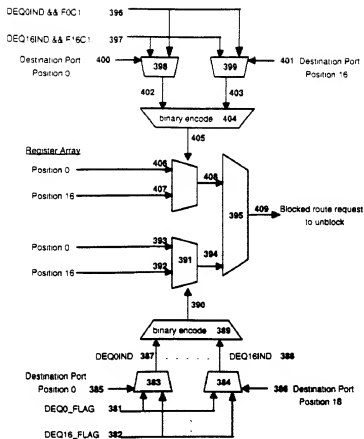 DEQ0IND && F0C1 396
DEQ16IND && F16C1 397
Destination Port 400
Position 0
398
399
401 Destination Port
Position 16
402
403
binary encode 404
405
Register Array
Position 0
406
Position 16
407
408
395
409
Blocked route request
to unblock
Position 0
393
Position 16
392
391
394
390
binary encode 389
DEQ0IND 387 . . . . . DEQ16IND 388
Destination Port
Position 0 385
383
384
386 Destination Port
Position 16
DEQ0_FLAG 381
DEQ16_FLAG 382